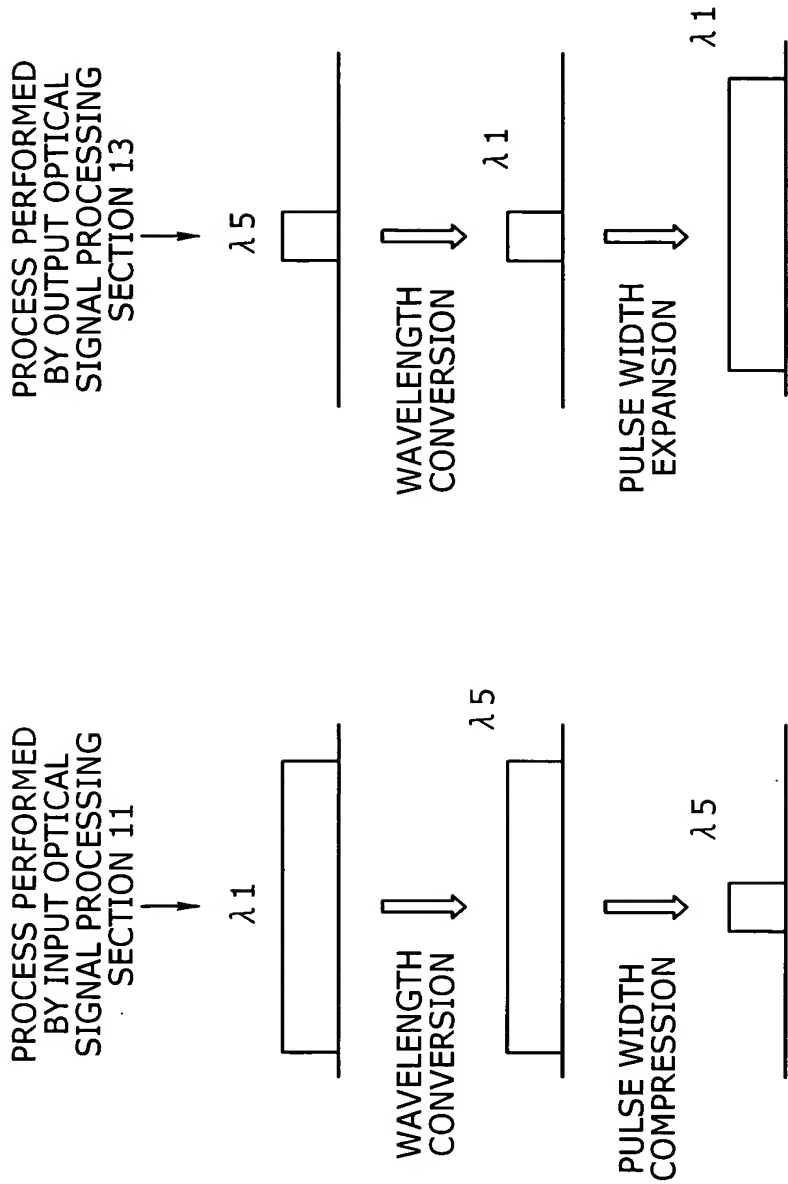 PROCESS PERFORMED
BY INPUT OPTICAL
SIGNAL PROCESSING
SECTION 11
λ1
WAVELENGTH
CONVERSION
λ5
PULSE WIDTH
COMPRESSION
λ5
PROCESS PERFORMED
BY OUTPUT OPTICAL
SIGNAL PROCESSING
SECTION 13
λ5
WAVELENGTH
CONVERSION
λ1
PULSE WIDTH
EXPANSION
λ1